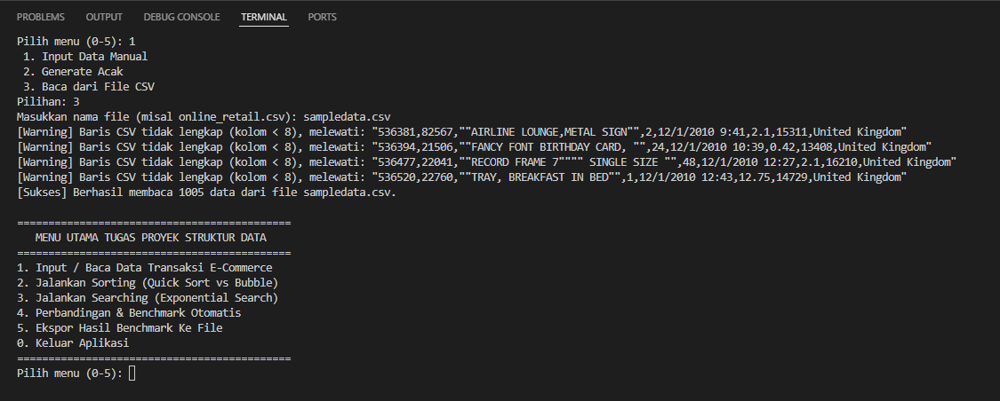 PROBLEMS OUTPUT DEBUG CONSOLE TERMINAL PORTS
Pilih menu (0-5): 1
1. Input Data Manual
2. Generate Acak
3. Baca dari File CSV
Pilihan: 3
Masukkan nama file (misal online_retail.csv): sampledata.csv
[Warning] Baris CSV tidak lengkap (kolom < 8), melewati: "536381,82567,""AIRLINE LOUNGE,METAL SIGN"",2,12/1/2010 9:41,2.1,15311,United Kingdom"
[Warning] Baris CSV tidak lengkap (kolom < 8), melewati: "536394,21506,""FANCY FONT BIRTHDAY CARD, "",24,12/1/2010 10:39,0.42,13408,United Kingdom"
[Warning] Baris CSV tidak lengkap (kolom < 8), melewati: "536477,22041,""RECORD FRAME 7"""" SINGLE SIZE "",48,12/1/2010 12:27,2.1,16210,United Kingdom"
[Warning] Baris CSV tidak lengkap (kolom < 8), melewati: "536520,22760,""TRAY, BREAKFAST IN BED"",1,12/1/2010 12:43,12.75,14729,United Kingdom"
[Sukses] Berhasil membaca 1005 data dari file sampledata.csv.
============================================
MENU UTAMA TUGAS PROYEK STRUKTUR DATA
============================================
1. Input / Baca Data Transaksi E-Commerce
2. Jalankan Sorting (Quick Sort vs Bubble)
3. Jalankan Searching (Exponential Search)
4. Perbandingan & Benchmark Otomatis
5. Ekspor Hasil Benchmark Ke File
0. Keluar Aplikasi
============================================
Pilih menu (0-5):